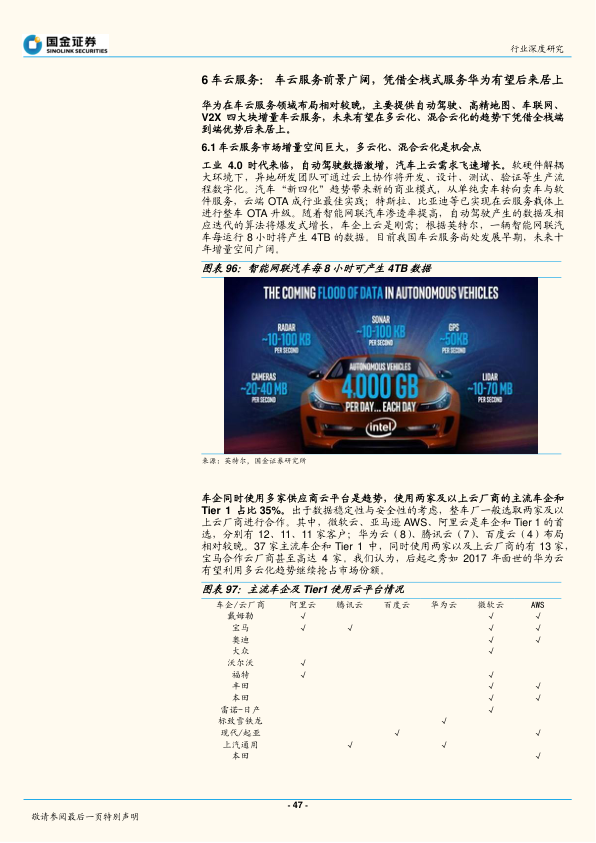 国金证券
SINOLINK SECURITIES
行业深度研究
6 车云服务： 车云服务前景广阔，凭借全栈式服务华为有望后来居上
华为在车云服务领域布局相对较晚，主要提供自动驾驶、高精地图、车联网、
V2X 四大块增量车云服务，未来有望在多云化、混合云化的趋势下凭借全栈端
到端优势后来居上。
6.1 车云服务市场增量空间巨大，多云化、混合云化是机会点
工业 4.0 时代来临，自动驾驶数据激增，汽车上云需求飞速增长。软硬件解耦
大环境下，异地研发团队可通过云上协作将开发、设计、测试、验证等生产流
程数字化。汽车“新四化”趋势带来新的商业模式，从单纯卖车转向卖车与软
件服务，云端 OTA 成行业最佳实践；特斯拉，比亚迪等已实现在云服务载体上
进行整车 OTA 升级。随着智能网联汽车渗透率提高，自动驾驶产生的数据及相
应迭代的算法将爆发式增长，车企上云是刚需；根据英特尔，一辆智能网联汽
车每运行 8 小时将产生 4TB 的数据。目前我国车云服务尚处发展早期，未来十
年增量空间广阔。
图表 96：智能网联汽车每 8 小时可产生 4TB 数据
THE COMING FLOOD OF DATA IN AUTONOMOUS VEHICLES
RADAR
~10-100 KB
PER SECOND
SONAR
~10-100 KB
PER SECOND
GPS
~50KB
PER SECOND
CAMERAS
~20-40 MB
PER SECOND
AUTONOMOUS VEHICLES
4,000 GB
PER DAY... EACH DAY
LIDAR
~10-70 MB
PER SECOND
intel
来源：英特尔，国金证券研究所
车企同时使用多家供应商云平台是趋势，使用两家及以上云厂商的主流车企和
Tier 1 占比 35%。出于数据稳定性与安全性的考虑，整车厂一般选取两家及以
上云厂商进行合作。其中，微软云、亚马逊 AWS、阿里云是车企和 Tier 1 的首
选，分别有 12、11、11 家客户；华为云（8）、腾讯云（7）、百度云（4）布局
相对较晚。37 家主流车企和 Tier 1 中，同时使用两家以及上云厂商的有 13 家，
宝马合作云厂商甚至高达 4 家。我们认为，后起之秀如 2017 年面世的华为云
有望利用多云化趋势继续抢占市场份额。
图表 97：主流车企及 Tier1 使用云平台情况
车企/云厂商 阿里云 腾讯云 百度云 华为云 微软云 AWS
戴姆勒 √ √ √
宝马 √ √ √ √
奥迪 √ √
大众 √
沃尔沃 √
福特 √ √
丰田 √ √
本田 √ √
雷诺-日产 √
标致雪铁龙 √
现代/起亚 √ √
上汽通用 √ √
本田 √
- 47 -
敬请参阅最后一页特别声明